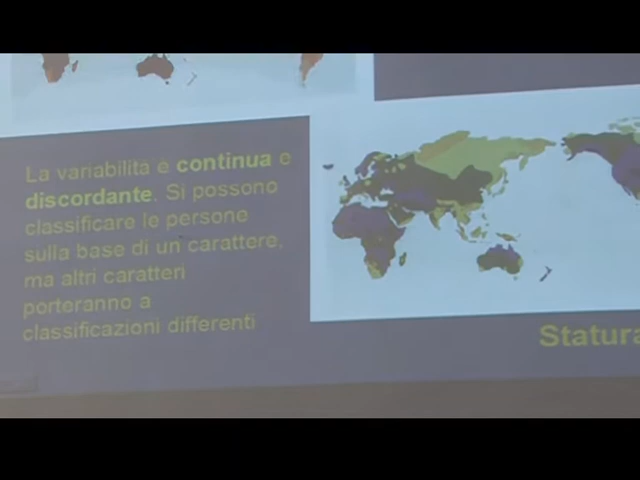 La variabilità è continua e
discordante. Si possono
classificare le persone
sulla base di un carattere,
ma altri caratteri
porteranno a
classificazioni differenti
Statura